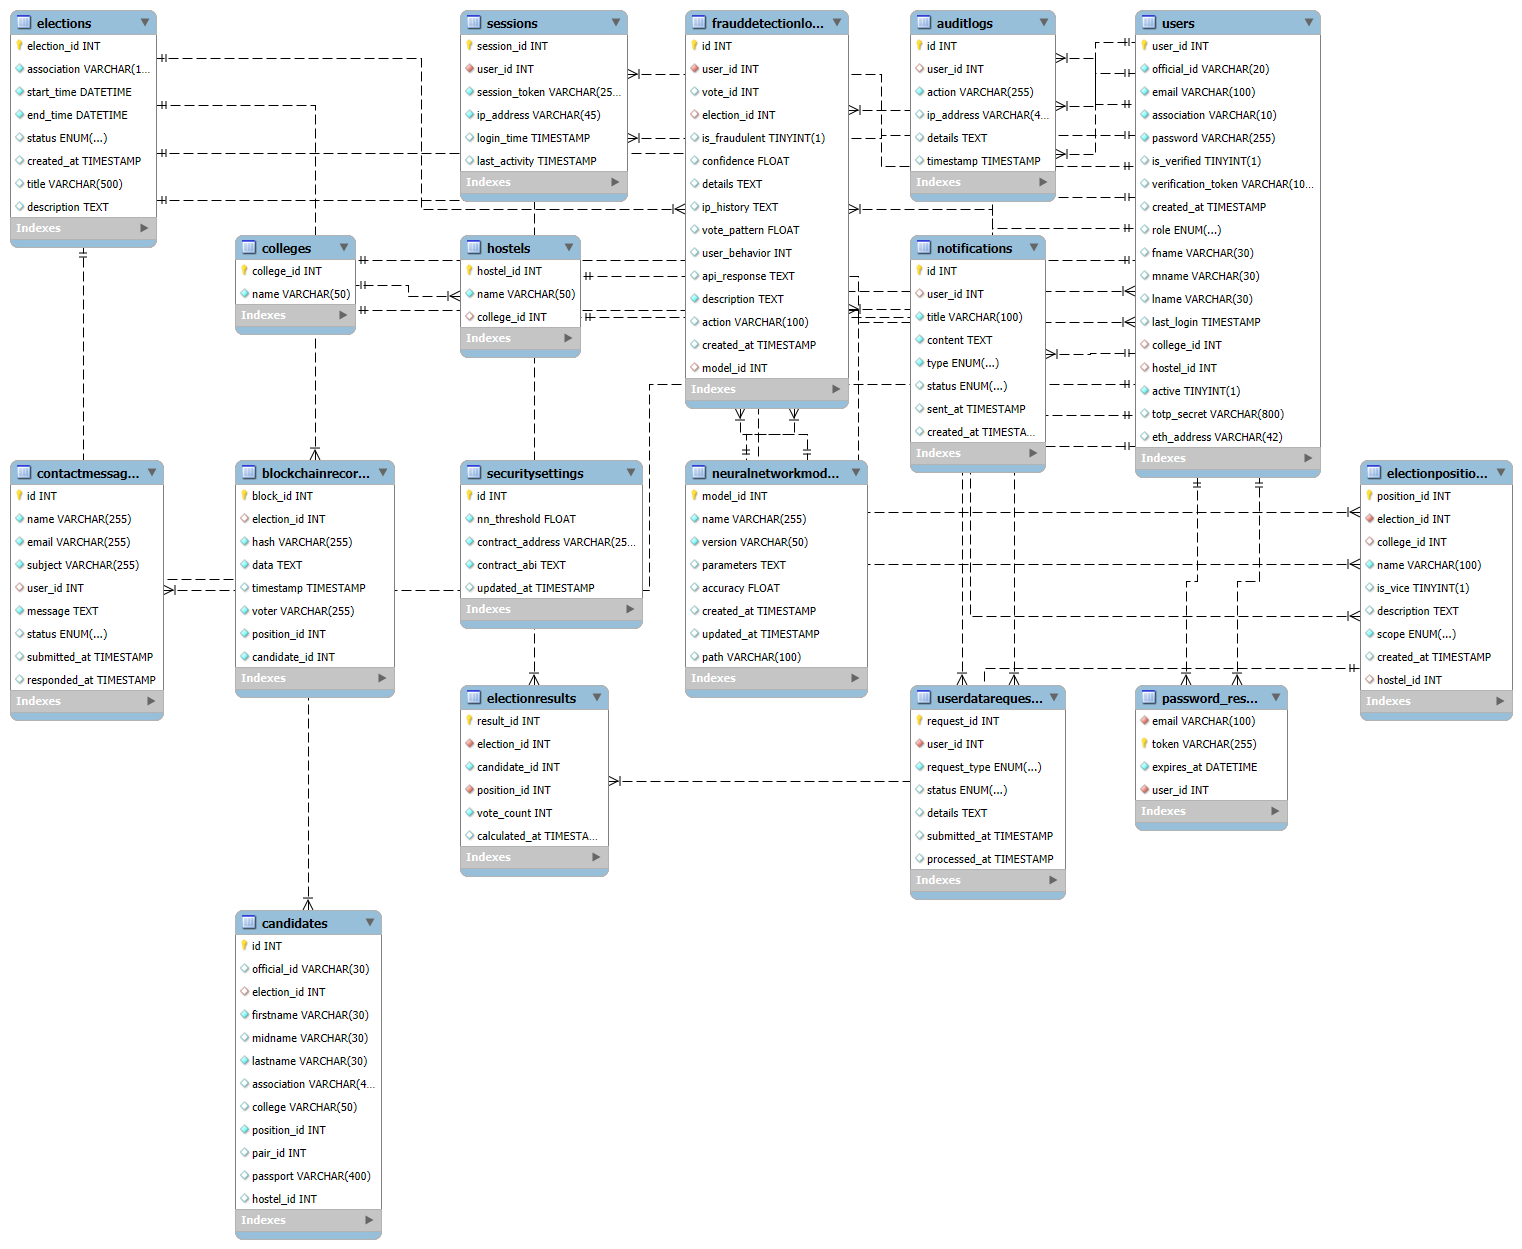 elections
election_id INT
association VARCHAR(1...
start_time DATETIME
end_time DATETIME
status ENUM(...)
created_at TIMESTAMP
title VARCHAR(500)
description TEXT
Indexes
sessions
session_id INT
user_id INT
session_token VARCHAR(25...
ip_address VARCHAR(45)
login_time TIMESTAMP
last_activity TIMESTAMP
Indexes
frauddetectionlo...
id INT
user_id INT
vote_id INT
election_id INT
is_fraudulent TINYINT(1)
confidence FLOAT
details TEXT
ip_history TEXT
vote_pattern FLOAT
user_behavior INT
api_response TEXT
description TEXT
action VARCHAR(100)
created_at TIMESTAMP
model_id INT
Indexes
auditlogs
id INT
user_id INT
action VARCHAR(255)
ip_address VARCHAR(4...
details TEXT
timestamp TIMESTAMP
Indexes
users
user_id INT
official_id VARCHAR(20)
email VARCHAR(100)
association VARCHAR(10)
password VARCHAR(255)
is_verified TINYINT(1)
verification_token VARCHAR(10...
created_at TIMESTAMP
role ENUM(...)
fname VARCHAR(30)
mname VARCHAR(30)
lname VARCHAR(30)
last_login TIMESTAMP
college_id INT
hostel_id INT
active TINYINT(1)
totp_secret VARCHAR(800)
eth_address VARCHAR(42)
Indexes
colleges
college_id INT
name VARCHAR(50)
Indexes
hostels
hostel_id INT
name VARCHAR(50)
college_id INT
Indexes
notifications
id INT
user_id INT
title VARCHAR(100)
content TEXT
type ENUM(...)
status ENUM(...)
sent_at TIMESTAMP
created_at TIMESTA...
Indexes
contactmessag...
id INT
name VARCHAR(255)
email VARCHAR(255)
subject VARCHAR(255)
user_id INT
message TEXT
status ENUM(...)
submitted_at TIMESTAMP
responded_at TIMESTAMP
Indexes
blockchainrecor...
block_id INT
election_id INT
hash VARCHAR(255)
data TEXT
timestamp TIMESTAMP
voter VARCHAR(255)
position_id INT
candidate_id INT
Indexes
securitysettings
id INT
nn_threshold FLOAT
contract_address VARCHAR(25...
contract_abi TEXT
updated_at TIMESTAMP
Indexes
neuralnetworkmod...
model_id INT
name VARCHAR(255)
version VARCHAR(50)
parameters TEXT
accuracy FLOAT
created_at TIMESTAMP
updated_at TIMESTAMP
path VARCHAR(100)
Indexes
electionpositio...
position_id INT
election_id INT
college_id INT
name VARCHAR(100)
is_vice TINYINT(1)
description TEXT
scope ENUM(...)
created_at TIMESTAMP
hostel_id INT
Indexes
electionresults
result_id INT
election_id INT
candidate_id INT
position_id INT
vote_count INT
calculated_at TIMESTA...
Indexes
userdatareques...
request_id INT
user_id INT
request_type ENUM(...)
status ENUM(...)
details TEXT
submitted_at TIMESTAMP
processed_at TIMESTAMP
Indexes
password_res...
email VARCHAR(100)
token VARCHAR(255)
expires_at DATETIME
user_id INT
Indexes
candidates
id INT
official_id VARCHAR(30)
election_id INT
firstname VARCHAR(30)
midname VARCHAR(30)
lastname VARCHAR(30)
association VARCHAR(4...
college VARCHAR(50)
position_id INT
pair_id INT
passport VARCHAR(400)
hostel_id INT
Indexes